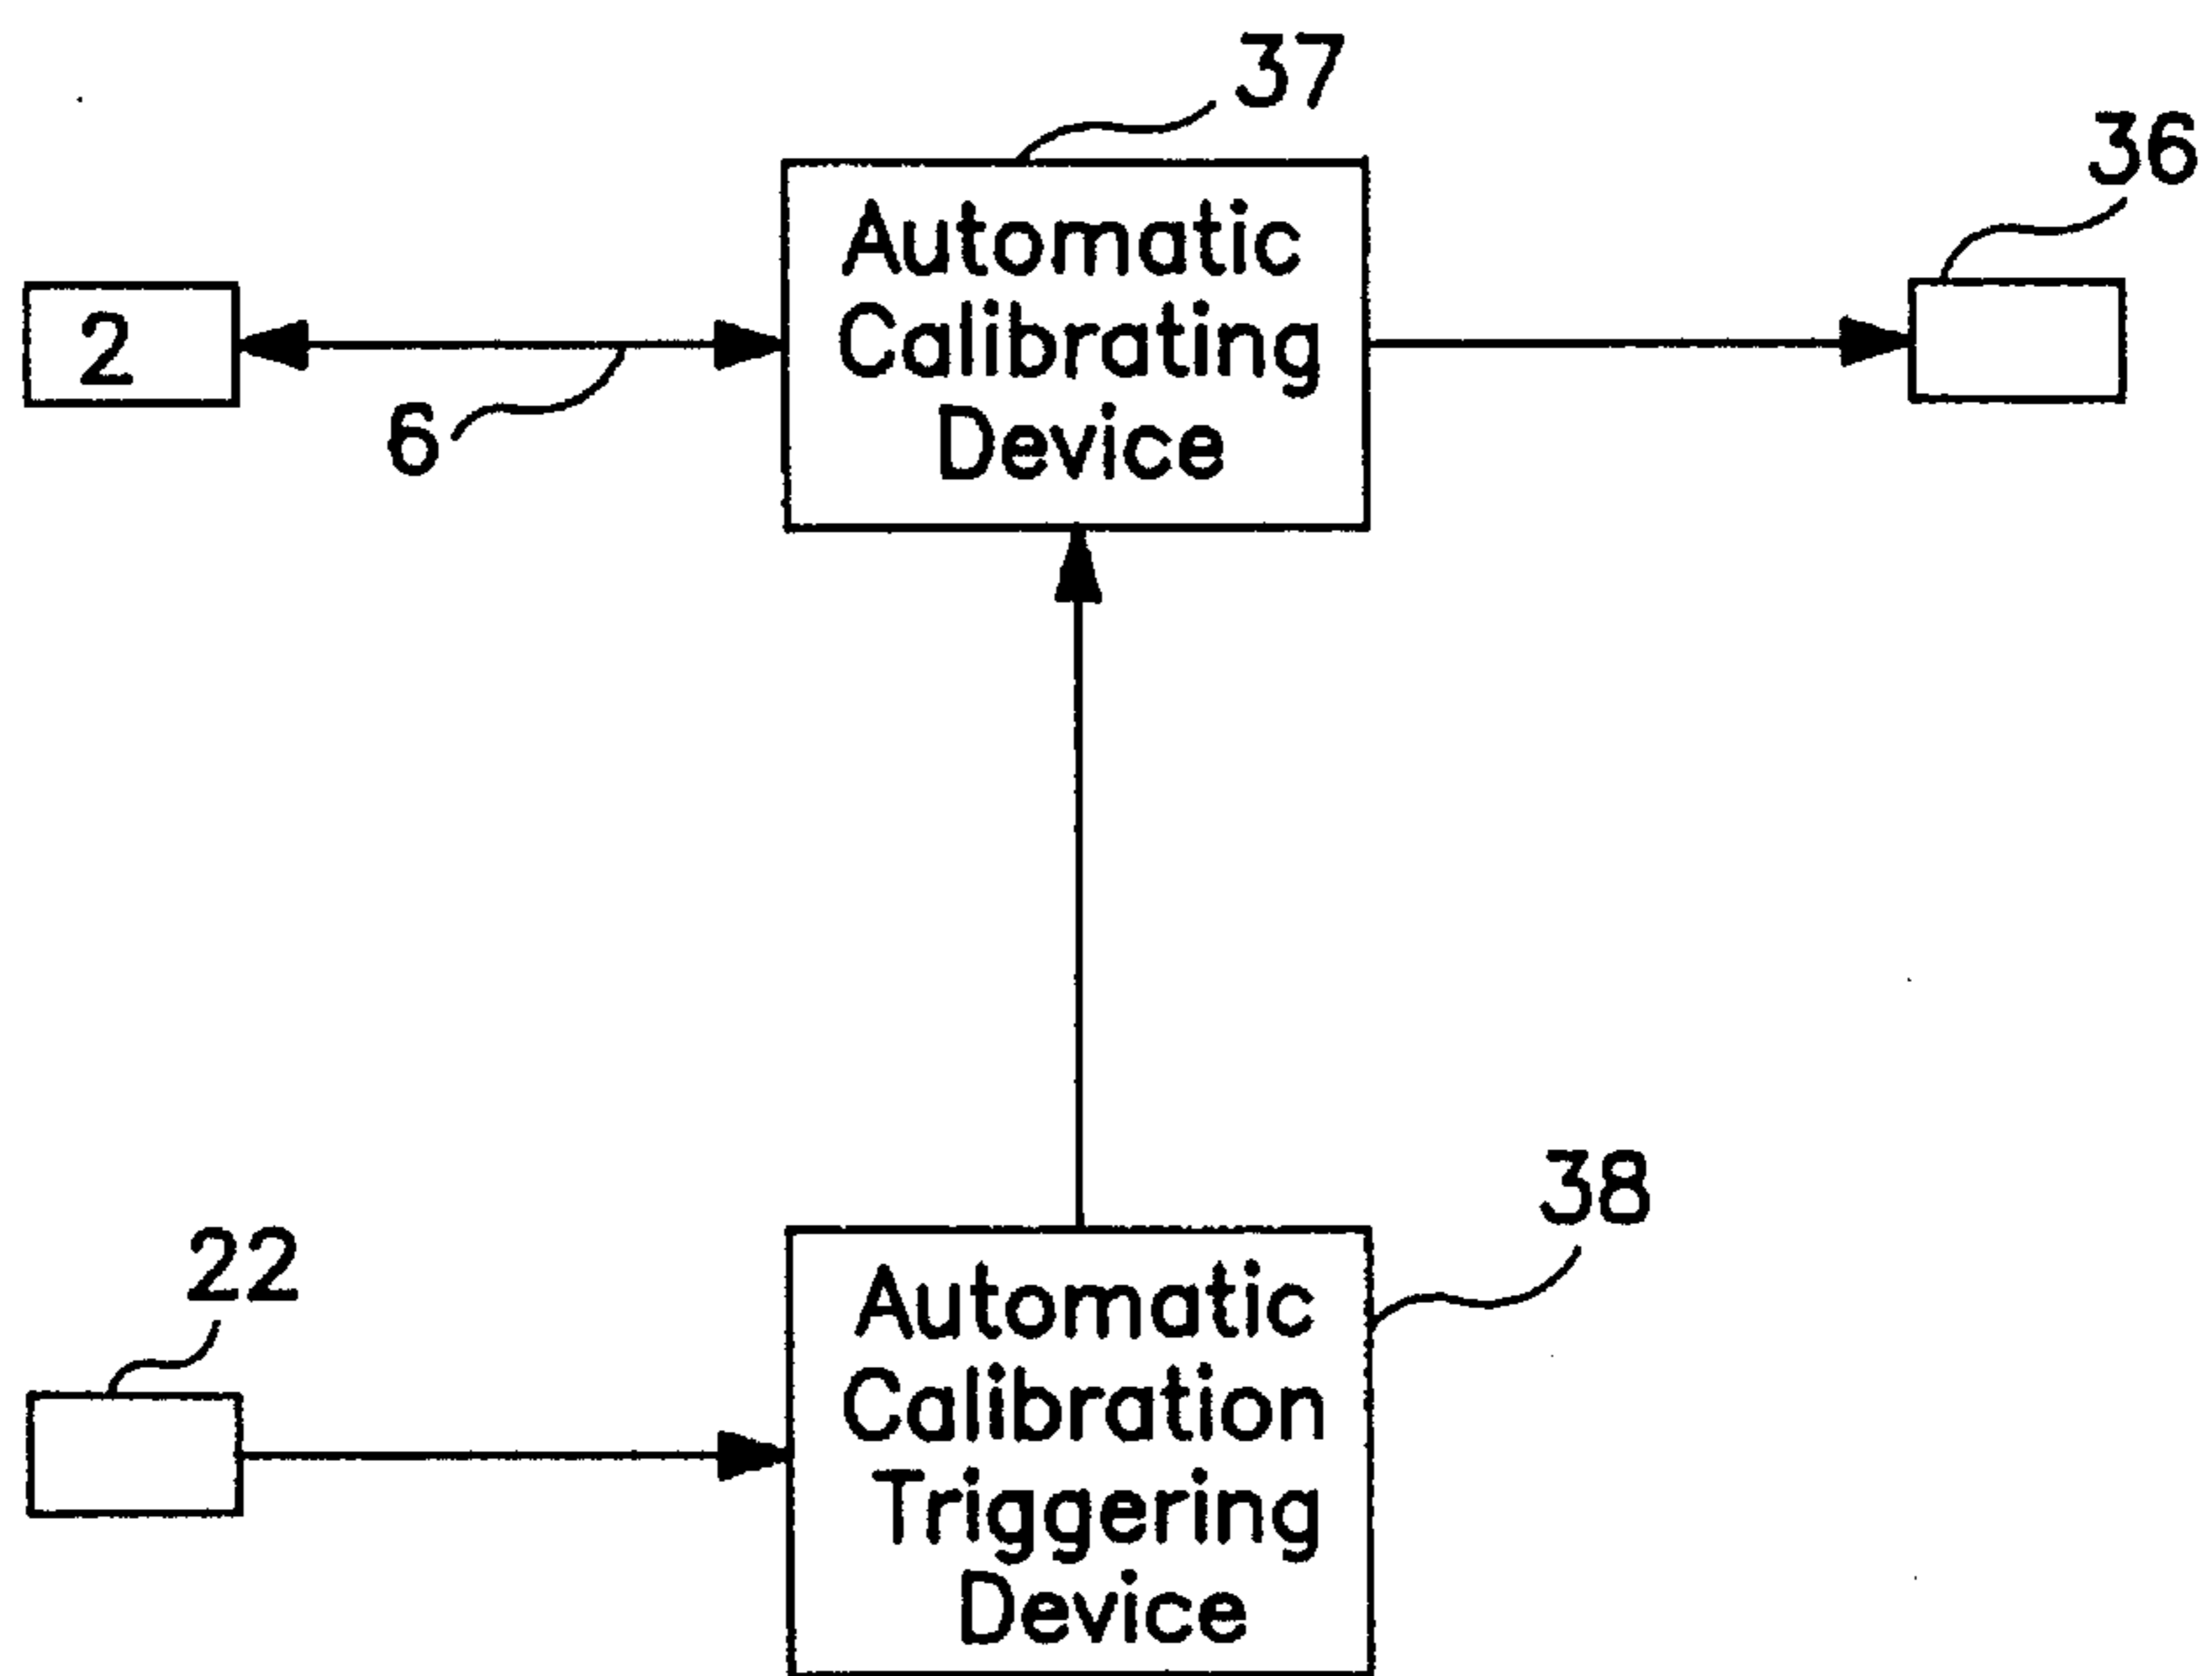 37
36
Automatic
Calibrating
Device
2
6
38
22
Automatic
Calibration
Triggering
Device